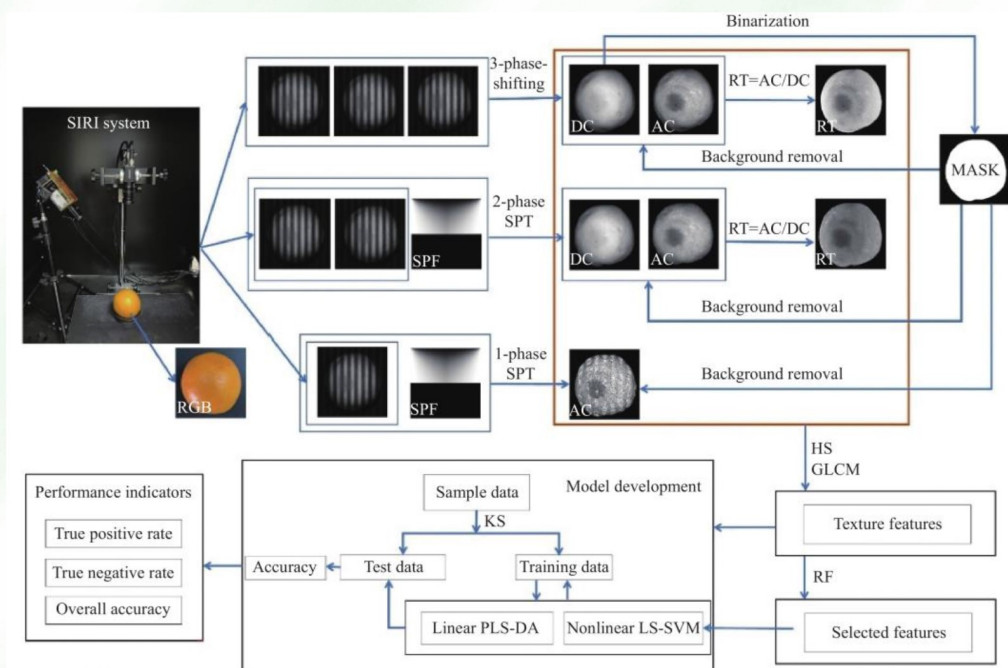 Binarization
SIRI system
3-phase-
shifting
DC
AC
RT=AC/DC
RT
Background removal
MASK
2-phase
SPT
SPF
DC
AC
RT=AC/DC
RT
Background removal
1-phase
SPT
SPF
AC
Background removal
RGB
HS
GLCM
Performance indicators
True positive rate
True negative rate
Overall accuracy
Model development
Sample data
KS
Accuracy
Test data
Training data
Linear PLS-DA
Nonlinear LS-SVM
Texture features
RF
Selected features